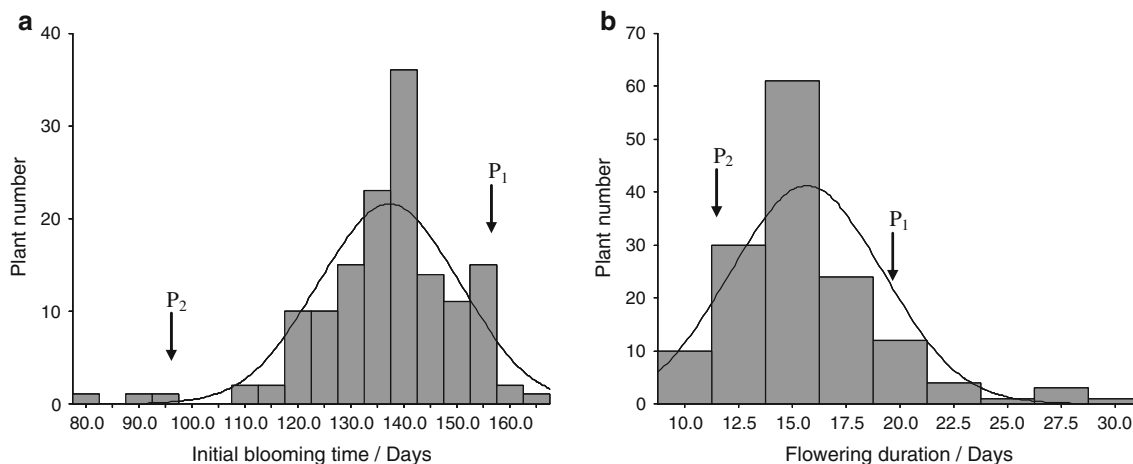 a
40
30
20
10
0
Plant number
P2
P1
80.0 90.0 100.0 110.0 120.0 130.0 140.0 150.0 160.0
Initial blooming time / Days
b
70
60
50
40
30
20
10
0
Plant number
P2
P1
10.0 12.5 15.0 17.5 20.0 22.5 25.0 27.5 30.0
Flowering duration / Days